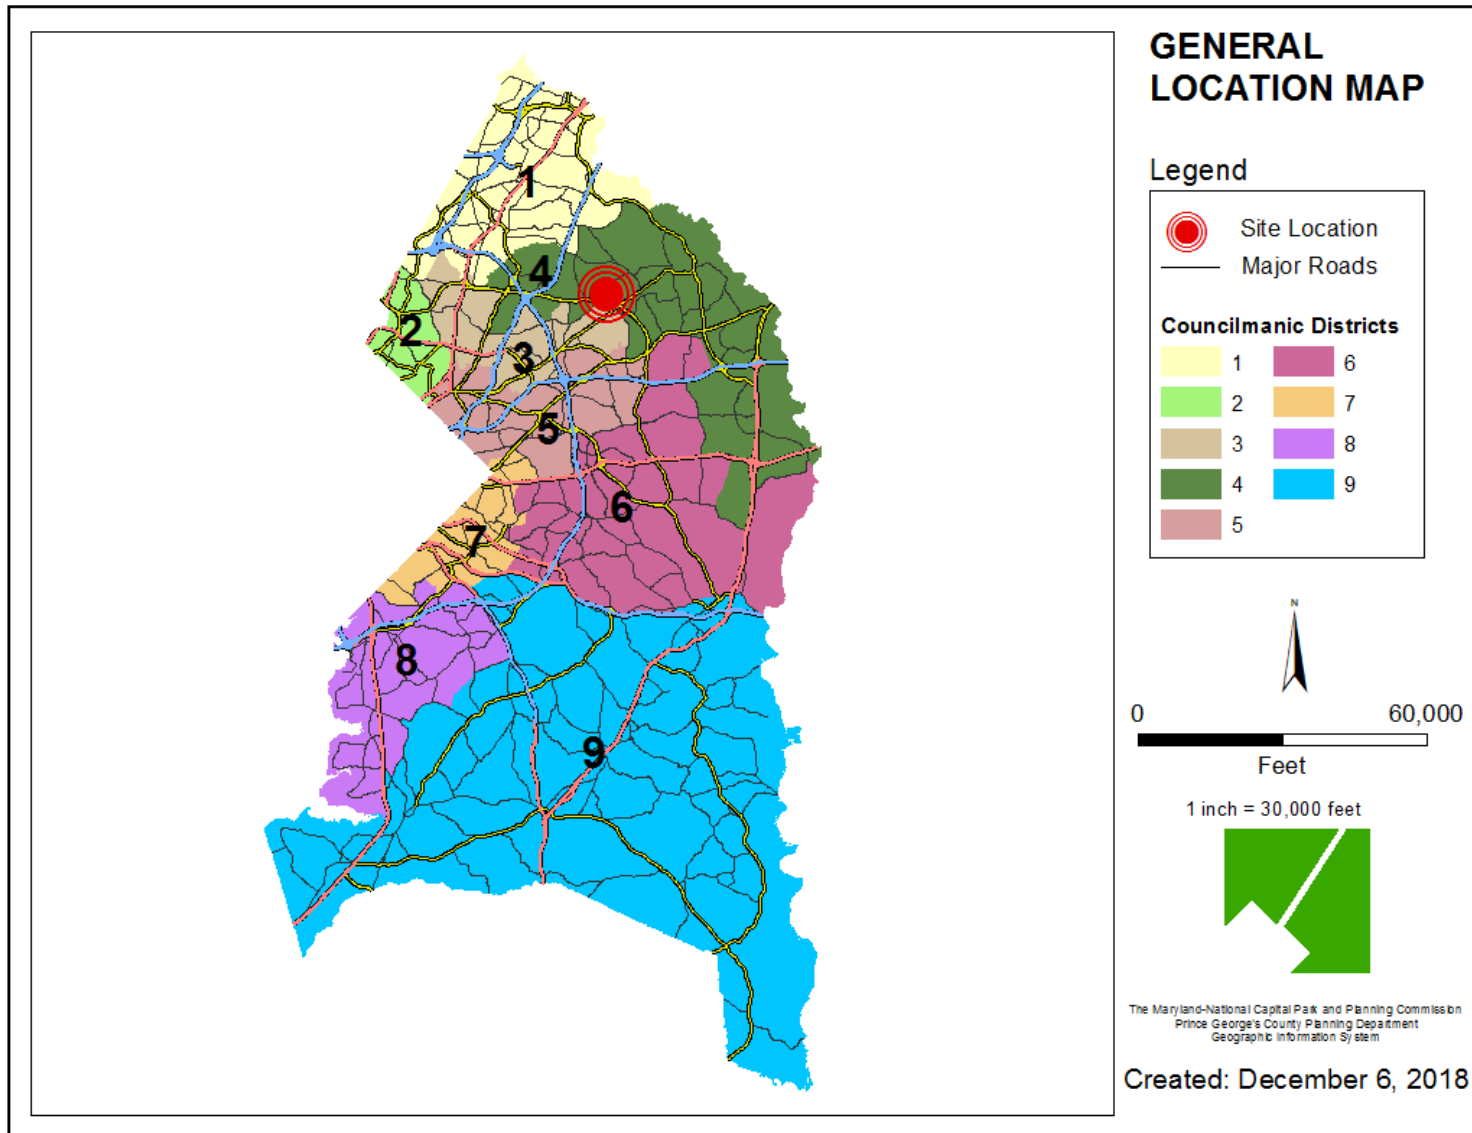 GENERAL
LOCATION MAP
Legend
Site Location
Major Roads
Councilmanic Districts
1 6
2 7
3 8
4 9
5
N
0 60,000
Feet
1 inch = 30,000 feet
The Maryland-National Capital Park and Planning Commission
Prince George's County Planning Department
Geographic Information System
Created: December 6, 2018
1
4
2
3
5
6
7
8
9